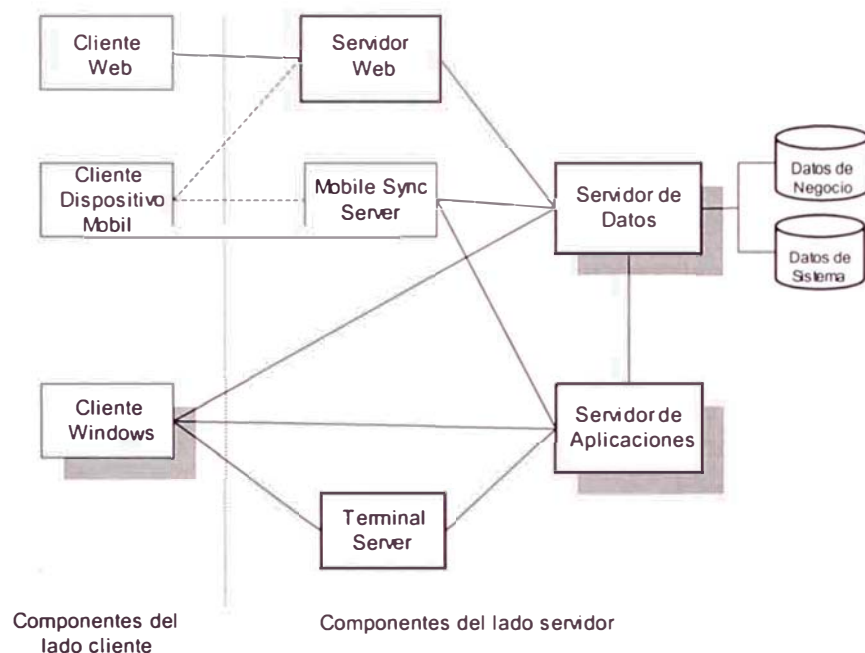 Cliente
Web
Servidor
Web
Cliente
Dispositivo
Mobil
Mobile Sync
Server
Servidor de
Datos
Datos de
Negocio
Datos de
Sistema
Cliente
Windows
Servidor de
Aplicaciones
Terminal
Server
Componentes del
lado cliente
Componentes del lado servidor